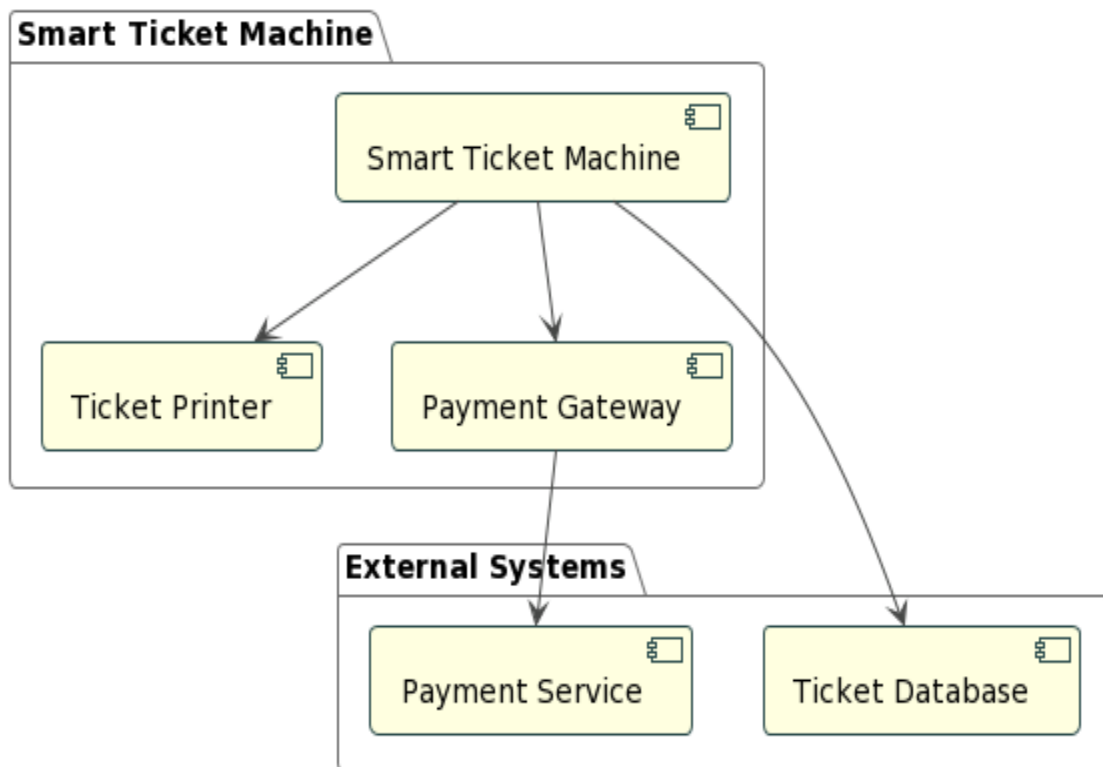 Smart Ticket Machine
Smart Ticket Machine
Ticket Printer
Payment Gateway
External Systems
Payment Service
Ticket Database